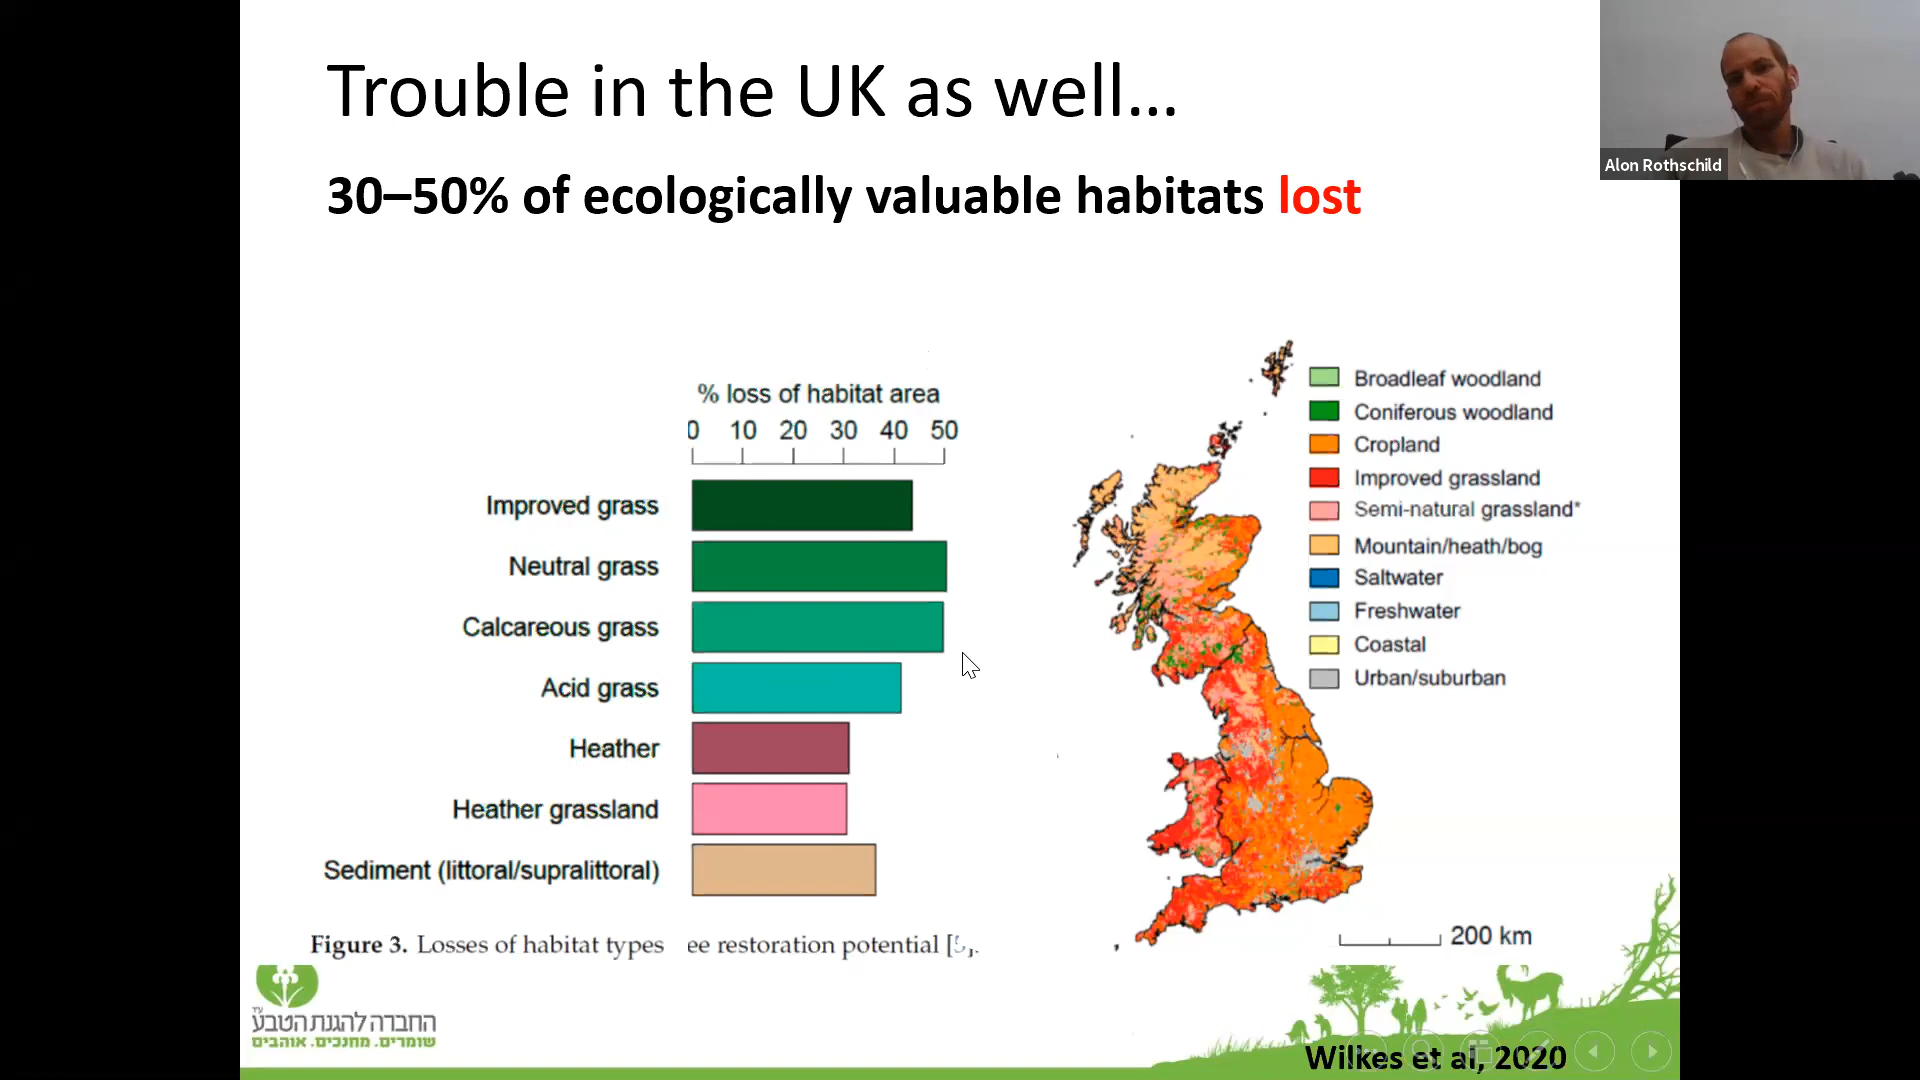 Trouble in the UK as well...
Alon Rothschild
30–50% of ecologically valuable habitats lost
% loss of habitat area
0 10 20 30 40 50
Improved grass
Neutral grass
Calcareous grass
Acid grass
Heather
Heather grassland
Sediment (littoral/supralittoral)
Figure 3. Losses of habitat types ee restoration potential [5].
Broadleaf woodland
Coniferous woodland
Cropland
Improved grassland
Semi-natural grassland*
Mountain/heath/bog
Saltwater
Freshwater
Coastal
Urban/suburban
200 km
החברה להגנת הטבע ע״ר
שומרים. מחנכים. אוהבים
Wilkes et al, 2020